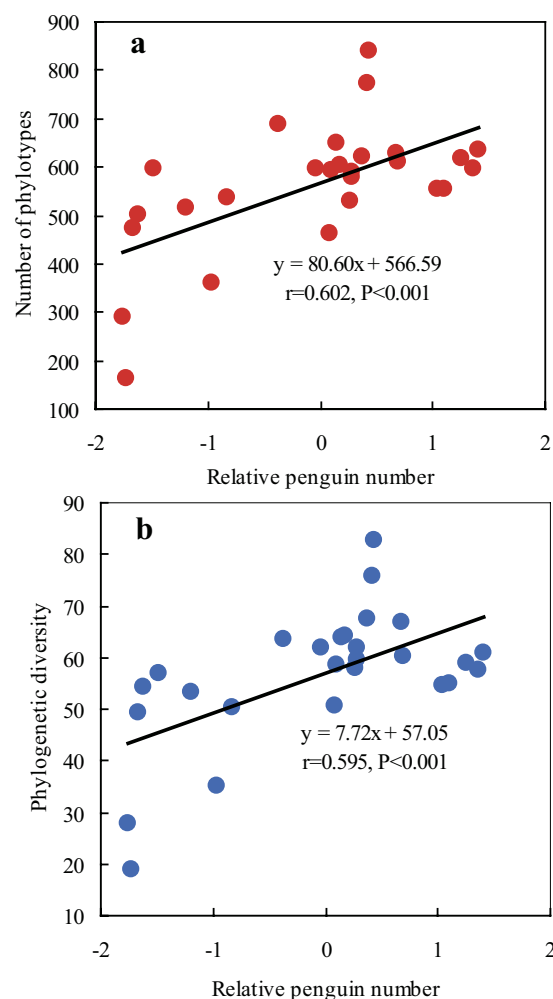 a
900
800
700
600
500
400
300
200
100
Number of phylotypes
y = 80.60x + 566.59
r=0.602, P<0.001
-2 -1 0 1 2
Relative penguin number
b
90
80
70
60
50
40
30
20
10
Phylogenetic diversity
y = 7.72x + 57.05
r=0.595, P<0.001
-2 -1 0 1 2
Relative penguin number